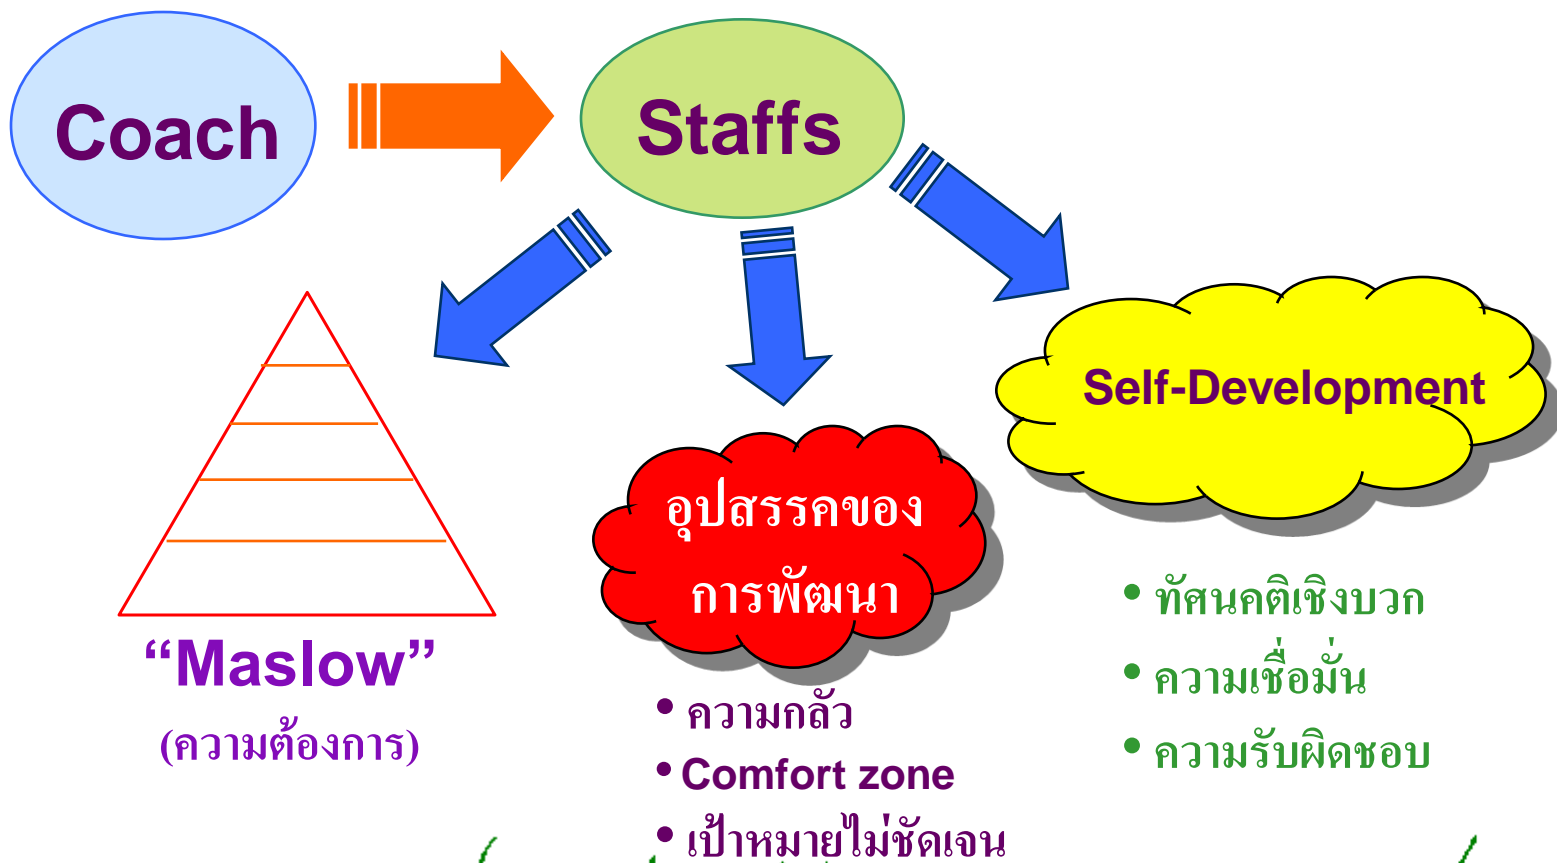 Coach
Staffs
Self-Development
อุปสรรคของ
การพัฒนา
“Maslow”
(ความต้องการ)
• ความกลัว
• Comfort zone
• เป้าหมายไม่ชัดเจน
• ทัศนคติเชิงบวก
• ความเชื่อมั่น
• ความรับผิดชอบ